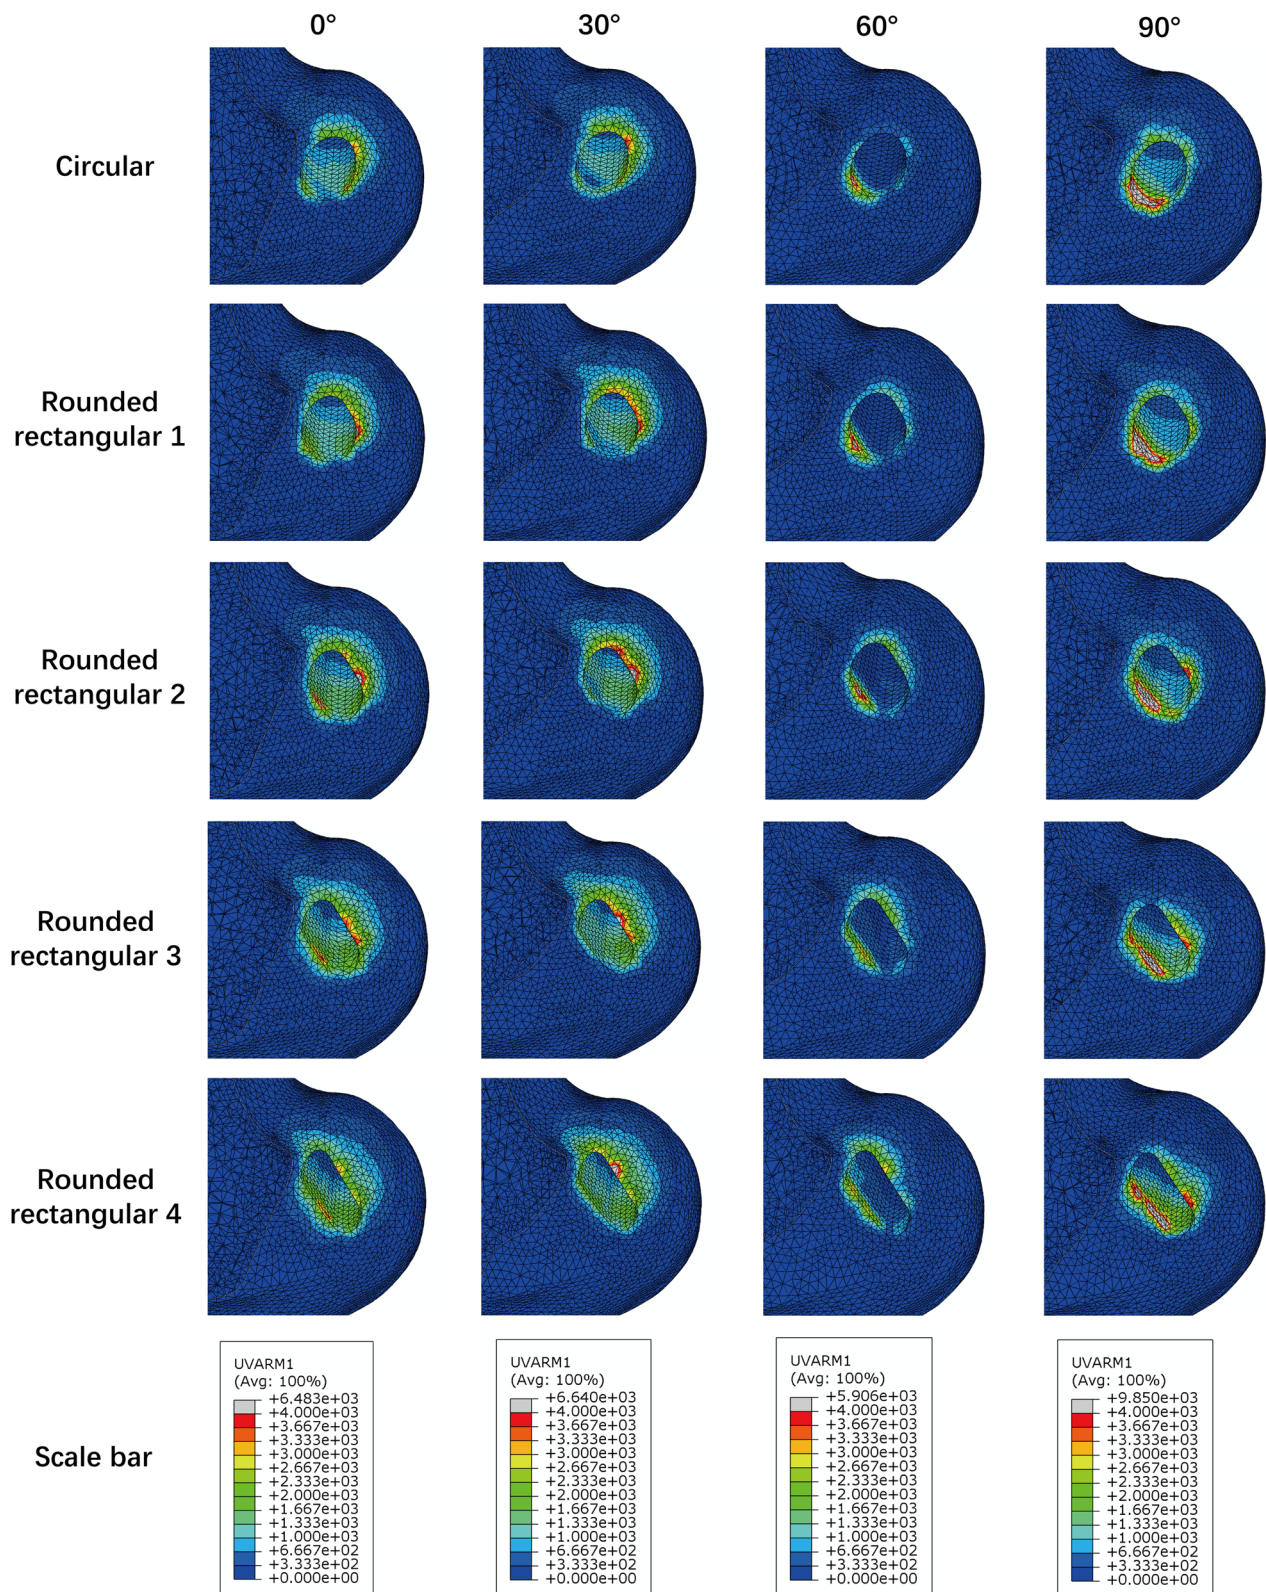 0° 30° 60° 90°
Circular
Rounded
rectangular 1
Rounded
rectangular 2
Rounded
rectangular 3
Rounded
rectangular 4
Scale bar
UVARM1
(Avg: 100%)
+6.483e+03
+4.000e+03
+3.667e+03
+3.333e+03
+3.000e+03
+2.667e+03
+2.333e+03
+2.000e+03
+1.667e+03
+1.333e+03
+1.000e+03
+6.667e+02
+3.333e+02
+0.000e+00
UVARM1
(Avg: 100%)
+6.640e+03
+4.000e+03
+3.667e+03
+3.333e+03
+3.000e+03
+2.667e+03
+2.333e+03
+2.000e+03
+1.667e+03
+1.333e+03
+1.000e+03
+6.667e+02
+3.333e+02
+0.000e+00
UVARM1
(Avg: 100%)
+5.906e+03
+4.000e+03
+3.667e+03
+3.333e+03
+3.000e+03
+2.667e+03
+2.333e+03
+2.000e+03
+1.667e+03
+1.333e+03
+1.000e+03
+6.667e+02
+3.333e+02
+0.000e+00
UVARM1
(Avg: 100%)
+9.850e+03
+4.000e+03
+3.667e+03
+3.333e+03
+3.000e+03
+2.667e+03
+2.333e+03
+2.000e+03
+1.667e+03
+1.333e+03
+1.000e+03
+6.667e+02
+3.333e+02
+0.000e+00